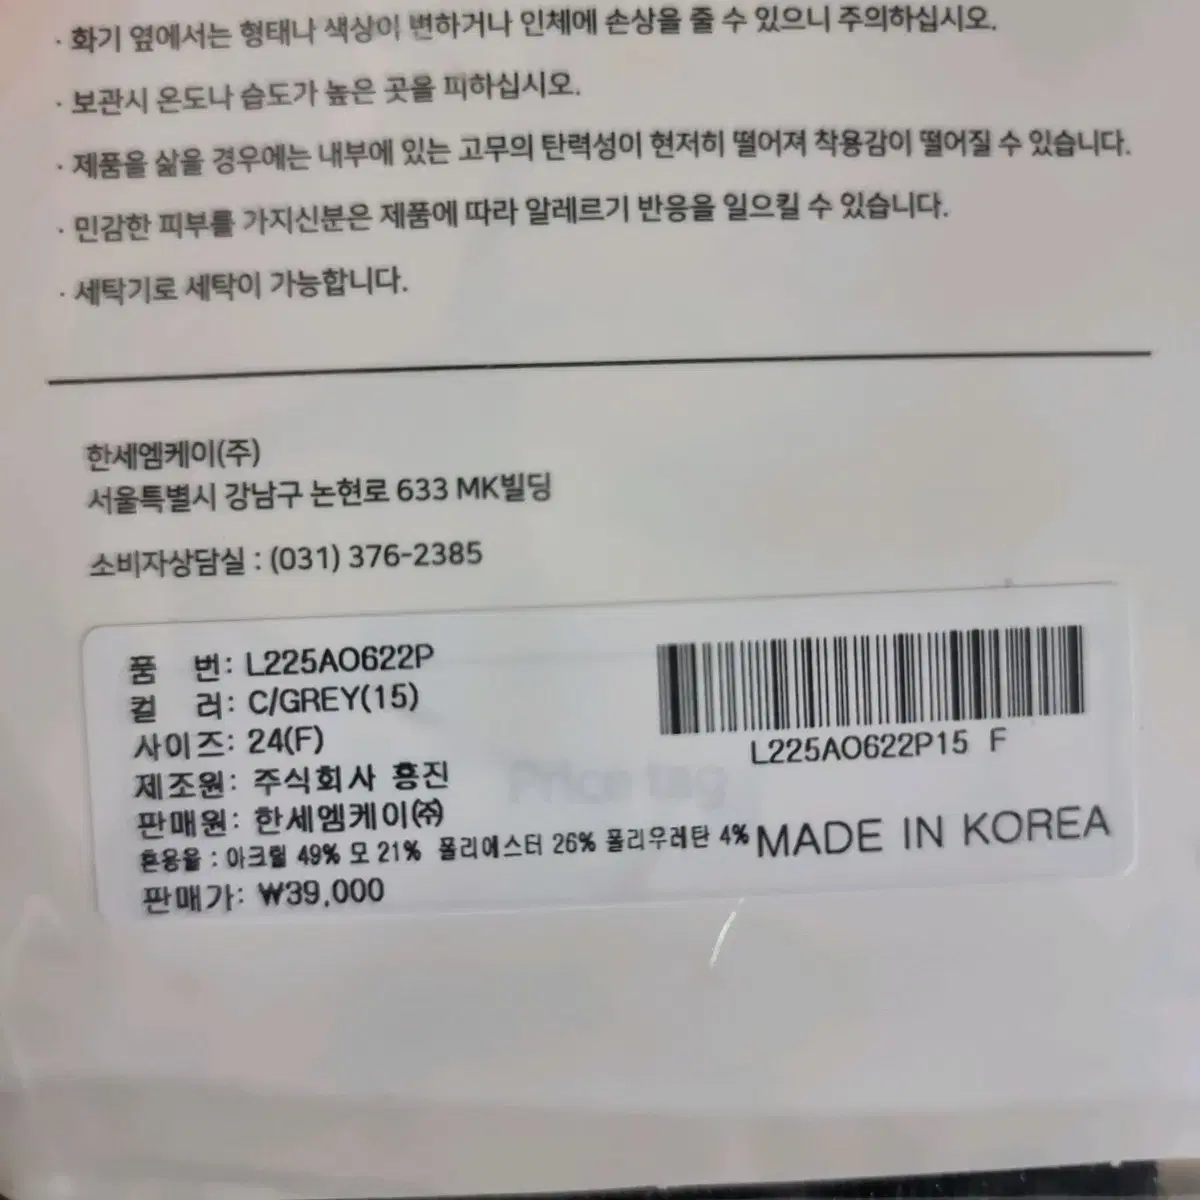 · 화기 옆에서는 형태나 색상이 변하거나 인체에 손상을 줄 수 있으니 주의하십시오.
· 보관시 온도나 습도가 높은 곳을 피하십시오.
· 제품을 삶을 경우에는 내부에 있는 고무의 탄력성이 현저히 떨어져 착용감이 떨어질 수 있습니다.
· 민감한 피부를 가지신분은 제품에 따라 알레르기 반응을 일으킬 수 있습니다.
· 세탁기로 세탁이 가능합니다.
한세엠케이(주)
서울특별시 강남구 논현로 633 MK빌딩
소비자상담실 : (031) 376-2385
품 번: L225AO622P
컬 러: C/GREY(15)
사이즈: 24(F)
제조원: 주식회사 흥진
판매원: 한세엠케이㈜
혼용율 : 아크릴 49% 모 21% 폴리에스터 26% 폴리우레탄 4%
판매가: ₩39,000
L225AO622P15 F
Price tag
MADE IN KOREA